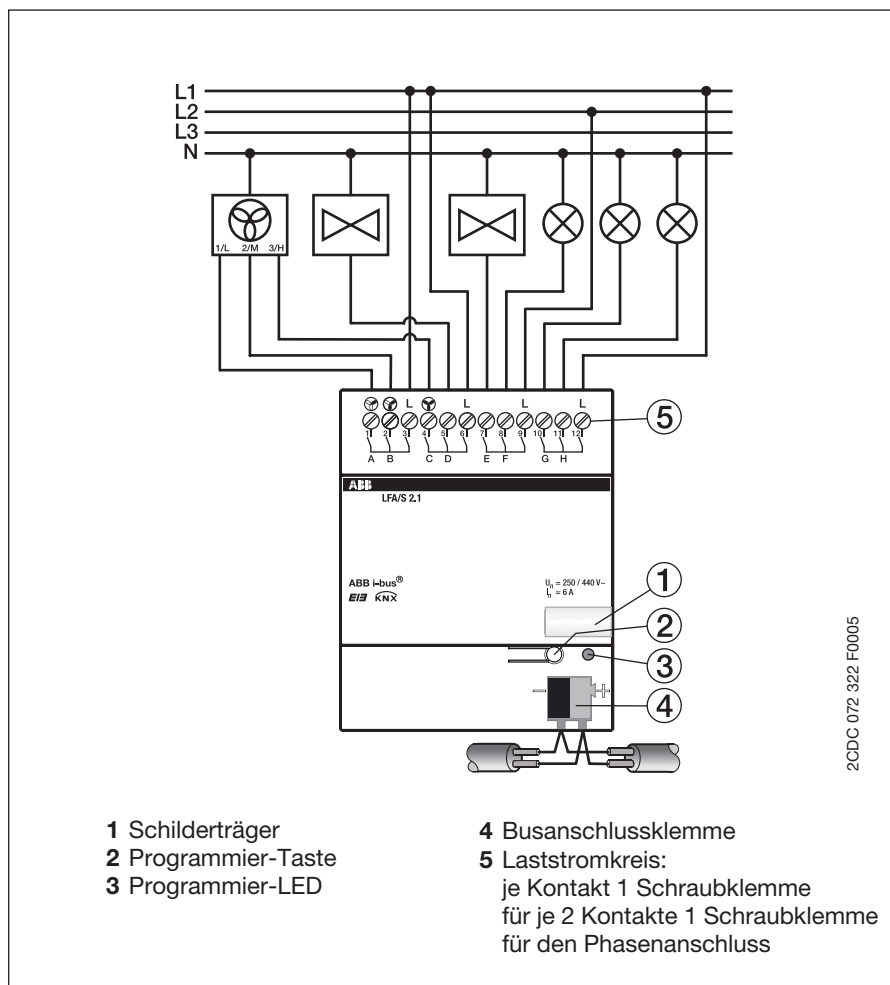 L1
L2
L3
N
1/L 2/M 3/H
L L L L
1 2 3 4 5 6 7 8 9 10 11 12
A B C D E F G H
5
ABB
LFA/S 2.1
ABB i-bus®
EIB KNX
Un = 250 / 440 V~
In = 6 A
1
2
3
4
2CDC 072 322 F0005
1 Schilderträger
2 Programmier-Taste
3 Programmier-LED
4 Busanschlussklemme
5 Laststromkreis:
je Kontakt 1 Schraubklemme
für je 2 Kontakte 1 Schraubklemme
für den Phasenanschluss